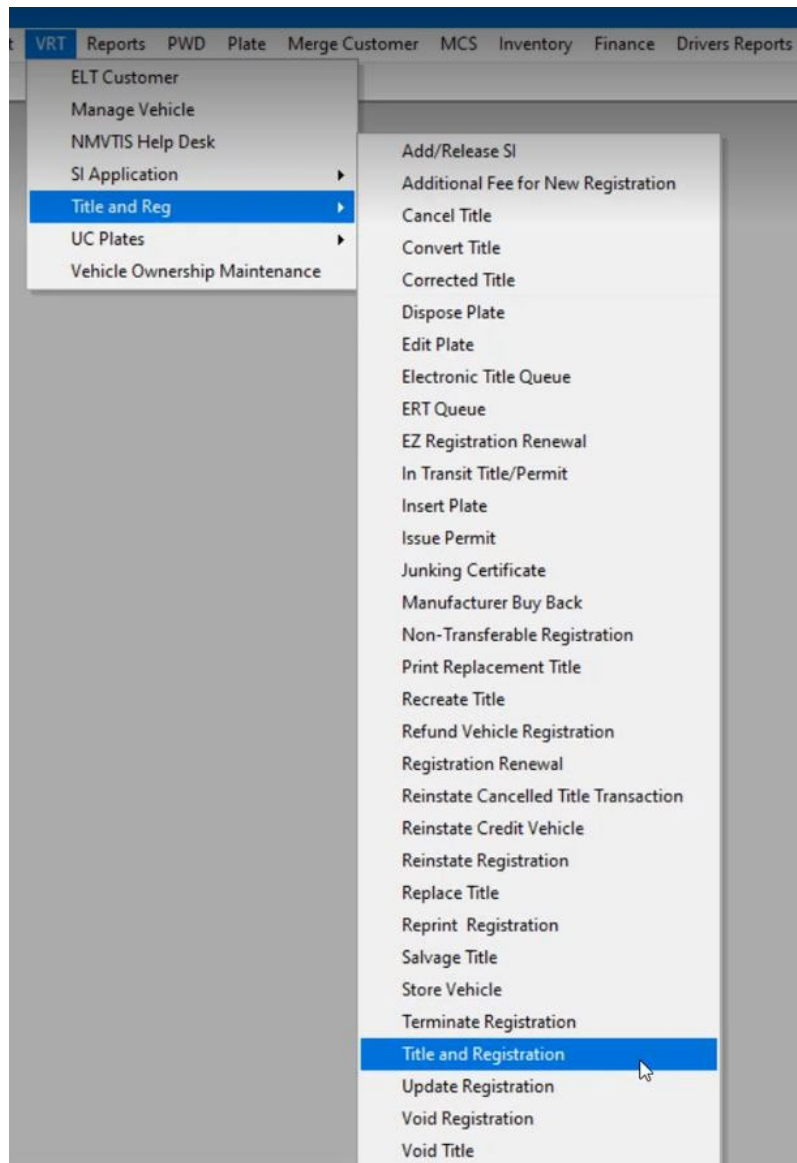 t VRT Reports PWD Plate Merge Customer MCS Inventory Finance Drivers Reports
ELT Customer
Manage Vehicle
NMVTIS Help Desk
SI Application
Title and Reg
UC Plates
Vehicle Ownership Maintenance
Add/Release SI
Additional Fee for New Registration
Cancel Title
Convert Title
Corrected Title
Dispose Plate
Edit Plate
Electronic Title Queue
ERT Queue
EZ Registration Renewal
In Transit Title/Permit
Insert Plate
Issue Permit
Junking Certificate
Manufacturer Buy Back
Non-Transferable Registration
Print Replacement Title
Recreate Title
Refund Vehicle Registration
Registration Renewal
Reinstate Cancelled Title Transaction
Reinstate Credit Vehicle
Reinstate Registration
Replace Title
Reprint Registration
Salvage Title
Store Vehicle
Terminate Registration
Title and Registration
Update Registration
Void Registration
Void Title